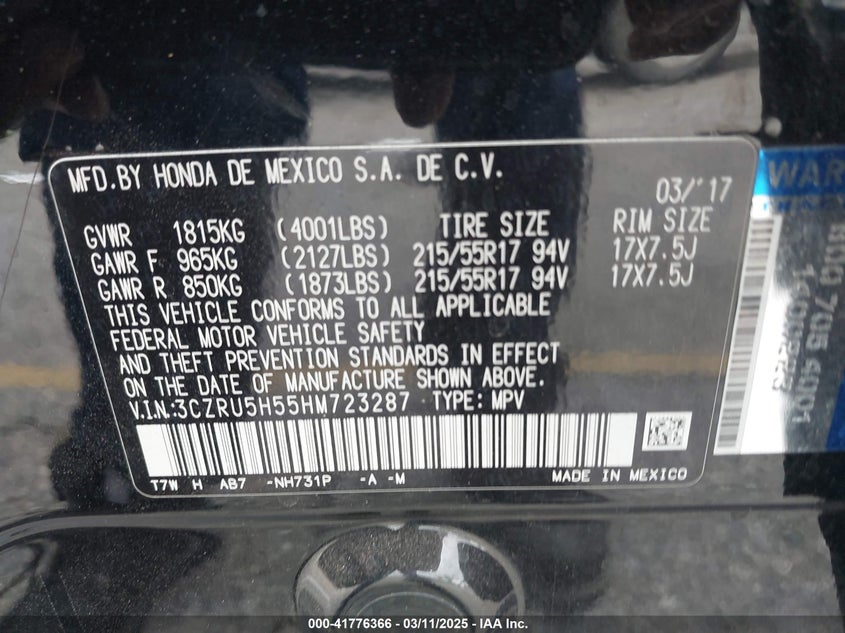 MFD.BY HONDA DE MEXICO S.A. DE C.V.
03/'17
GVWR 1815KG (4001LBS) TIRE SIZE RIM SIZE
GAWR F 965KG (2127LBS) 215/55R17 94V 17X7.5J
GAWR R 850KG (1873LBS) 215/55R17 94V 17X7.5J
THIS VEHICLE CONFORMS TO ALL APPLICABLE
FEDERAL MOTOR VEHICLE SAFETY
AND THEFT PREVENTION STANDARDS IN EFFECT
ON THE DATE OF MANUFACTURE SHOWN ABOVE.
V.I.N:3CZRU5H55HM723287 TYPE: MPV
T7W H AB7 -NH731P -A -M
MADE IN MEXICO
WAR
000-41776366 - 03/11/2025 - IAA Inc.